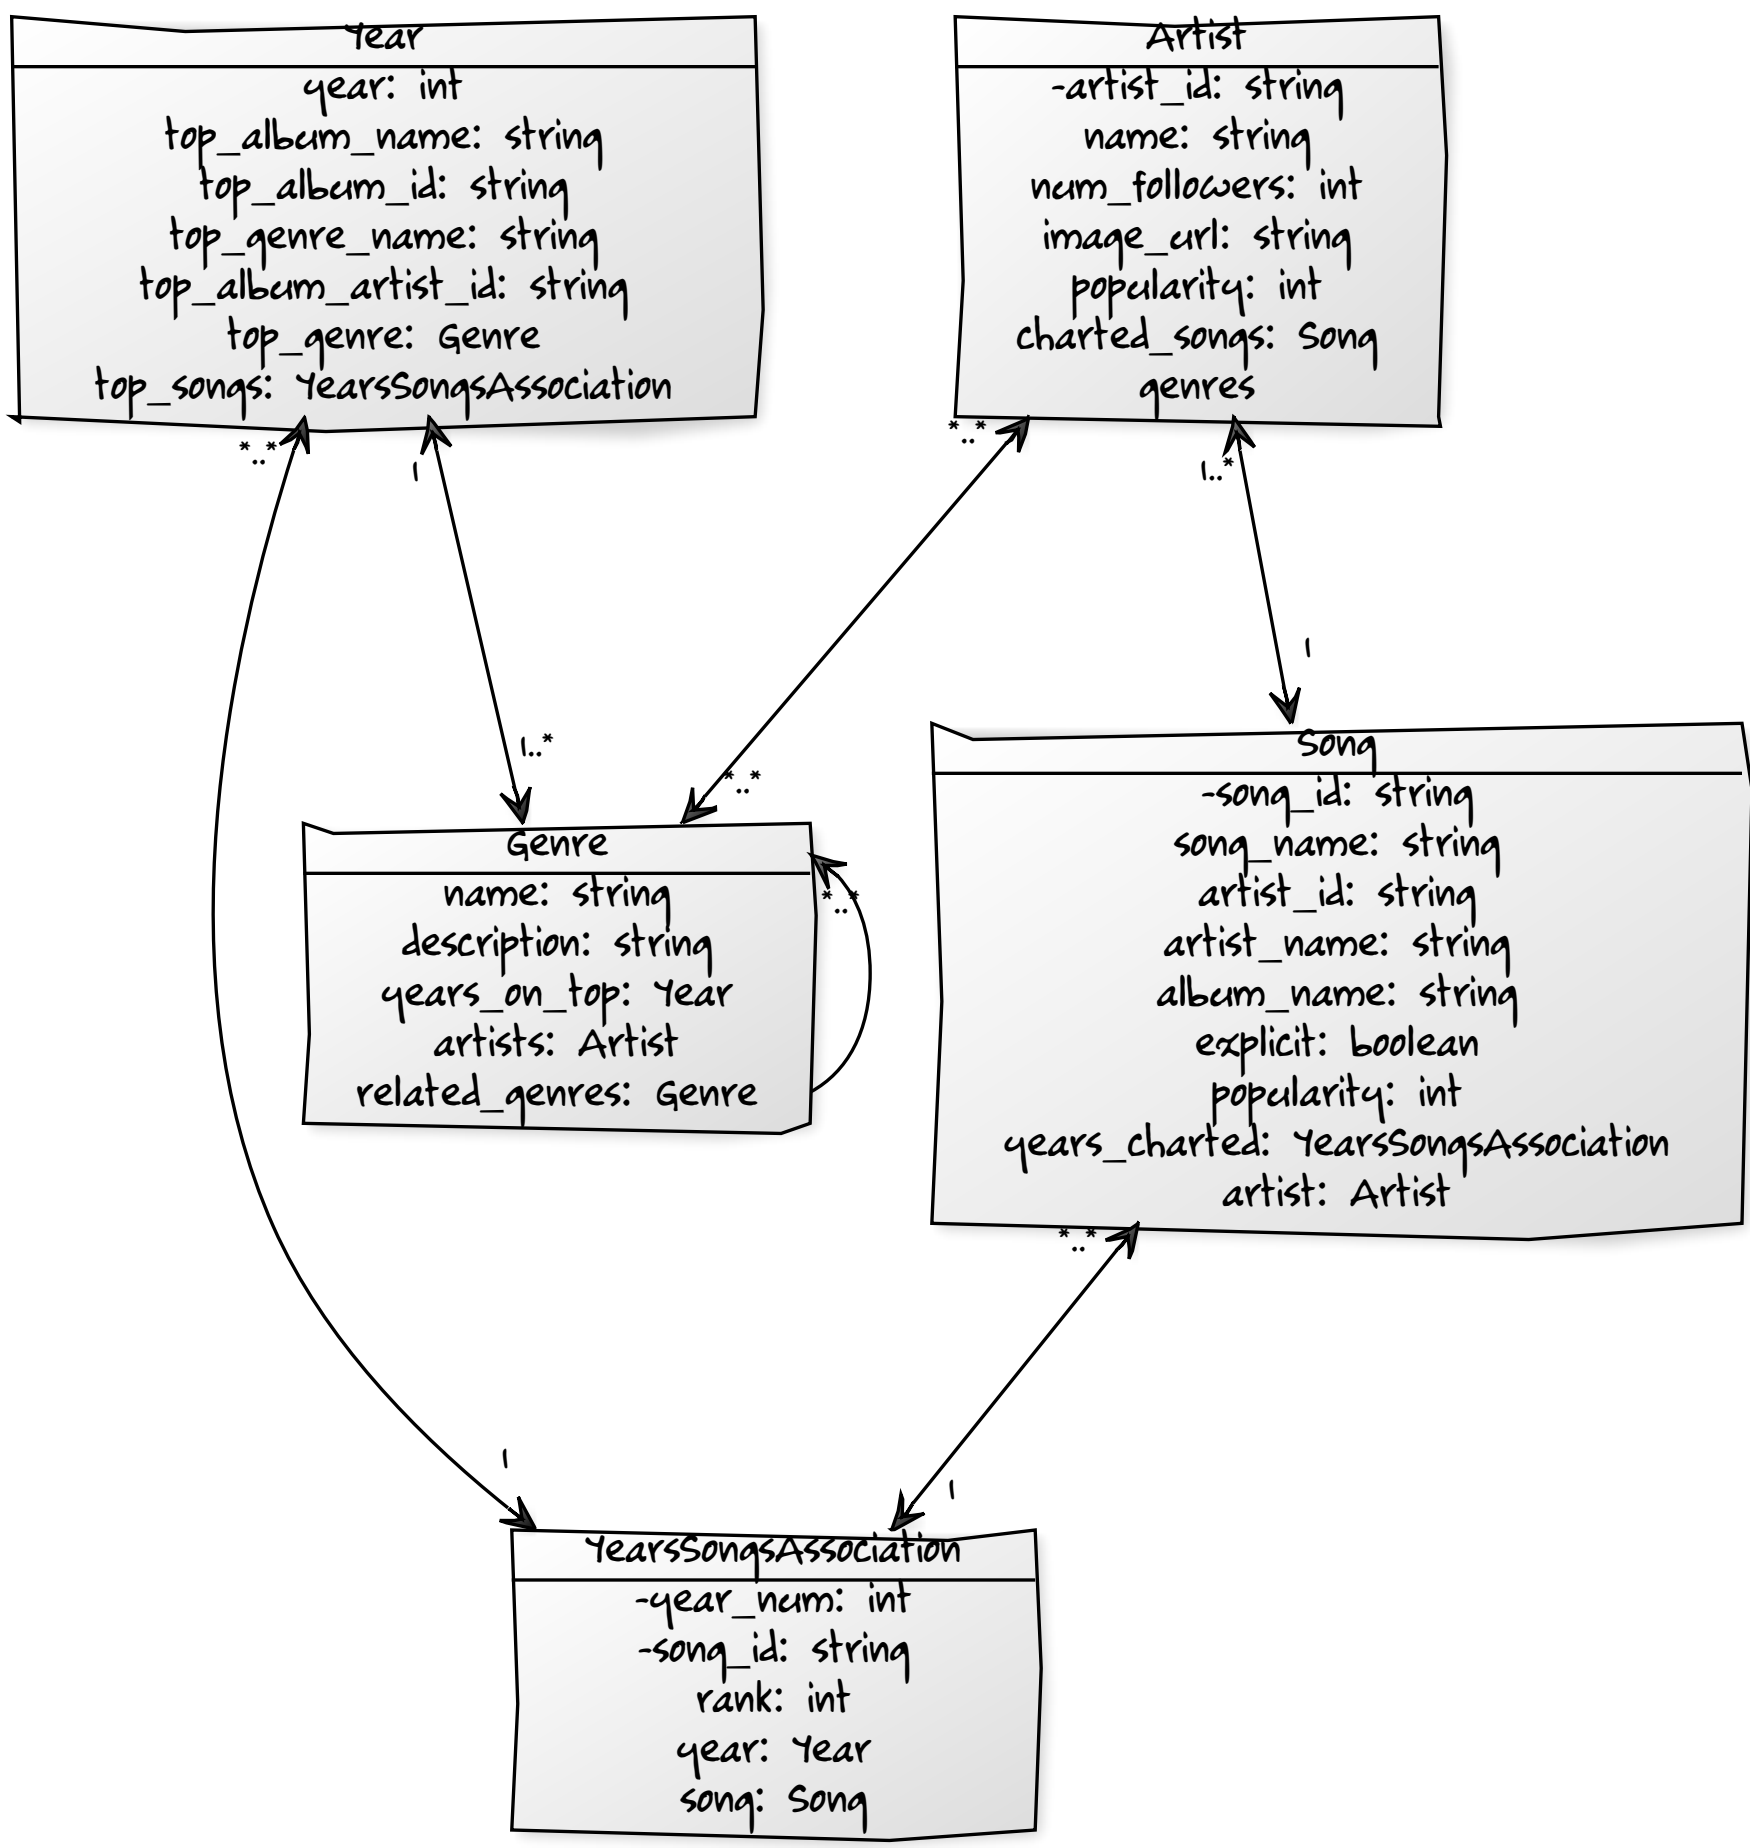 Year
year: int
top_album_name: string
top_album_id: string
top_genre_name: string
top_album_artist_id: string
top_genre: Genre
top_songs: YearsSongsAssociation
Artist
-artist_id: string
name: string
num_followers: int
image_url: string
popularity: int
charted_songs: Song
genres
*..*
1
*..*
1..*
1
1..*
*..*
Genre
name: string
description: string
years_on_top: Year
artists: Artist
related_genres: Genre
*..*
Song
-song_id: string
song_name: string
artist_id: string
artist_name: string
album_name: string
explicit: boolean
popularity: int
years_charted: YearsSongsAssociation
artist: Artist
*..*
1
1
YearsSongsAssociation
-year_num: int
-song_id: string
rank: int
year: Year
song: Song